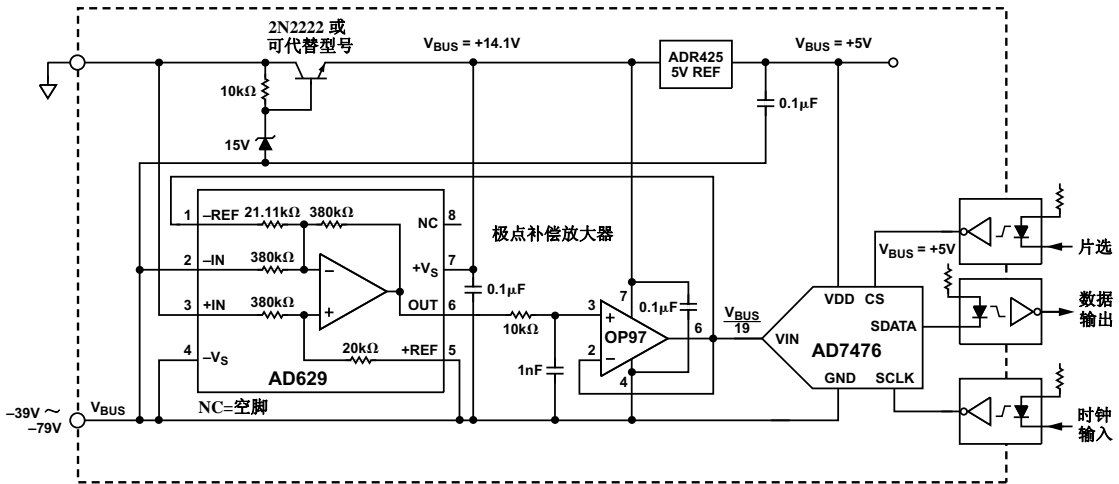 2N2222 或
可代替型号
V_BUS = +14.1V
ADR425
5V REF
V_BUS = +5V
10kΩ
0.1μF
15V
1
–REF
21.11kΩ
380kΩ
NC
8
极点补偿放大器
2
–IN
380kΩ
+V_S
7
0.1μF
3
+IN
380kΩ
OUT
6
10kΩ
4
–V_S
20kΩ
+REF
5
AD629
NC=空脚
1nF
3
7
0.1μF
OP97
6
2
4
V_BUS
19
VIN
VDD
CS
SDATA
AD7476
GND
SCLK
V_BUS = +5V
片选
数据
输出
时钟
输入
–39V ~
–79V
V_BUS